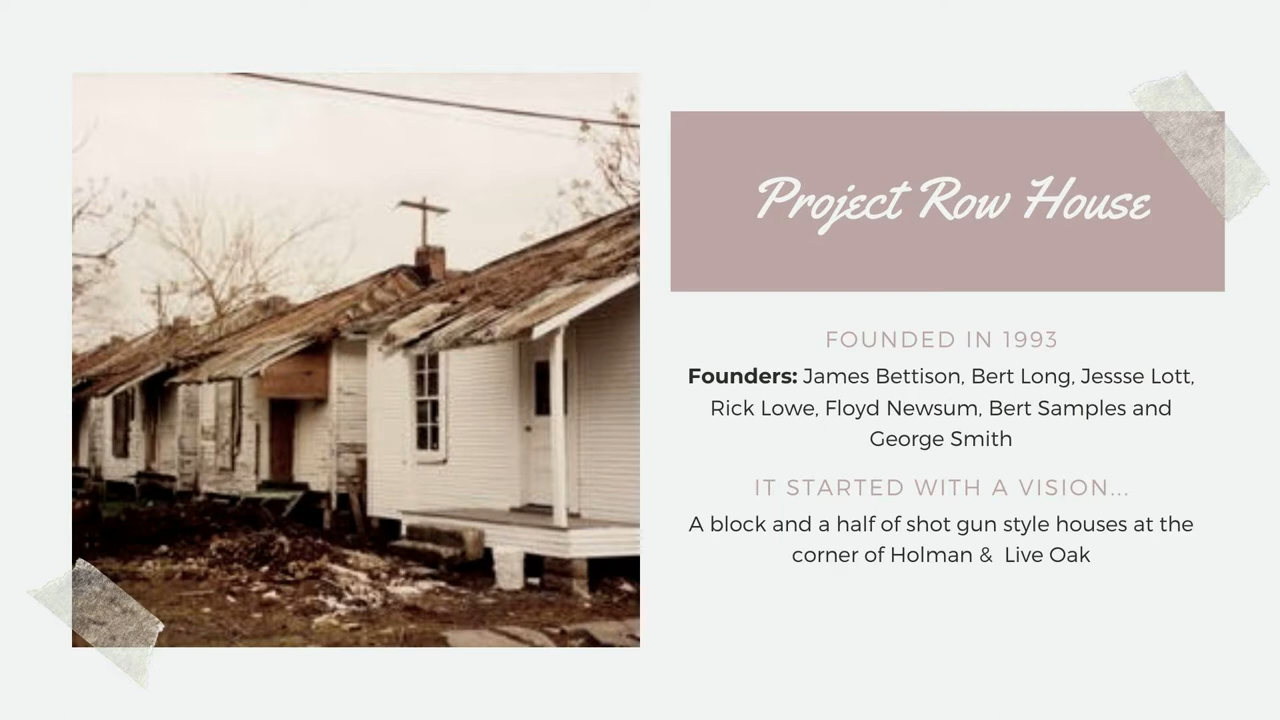 Project Row House
FOUNDED IN 1993
Founders: James Bettison, Bert Long, Jessse Lott,
Rick Lowe, Floyd Newsum, Bert Samples and
George Smith
IT STARTED WITH A VISION...
A block and a half of shot gun style houses at the
corner of Holman &  Live Oak